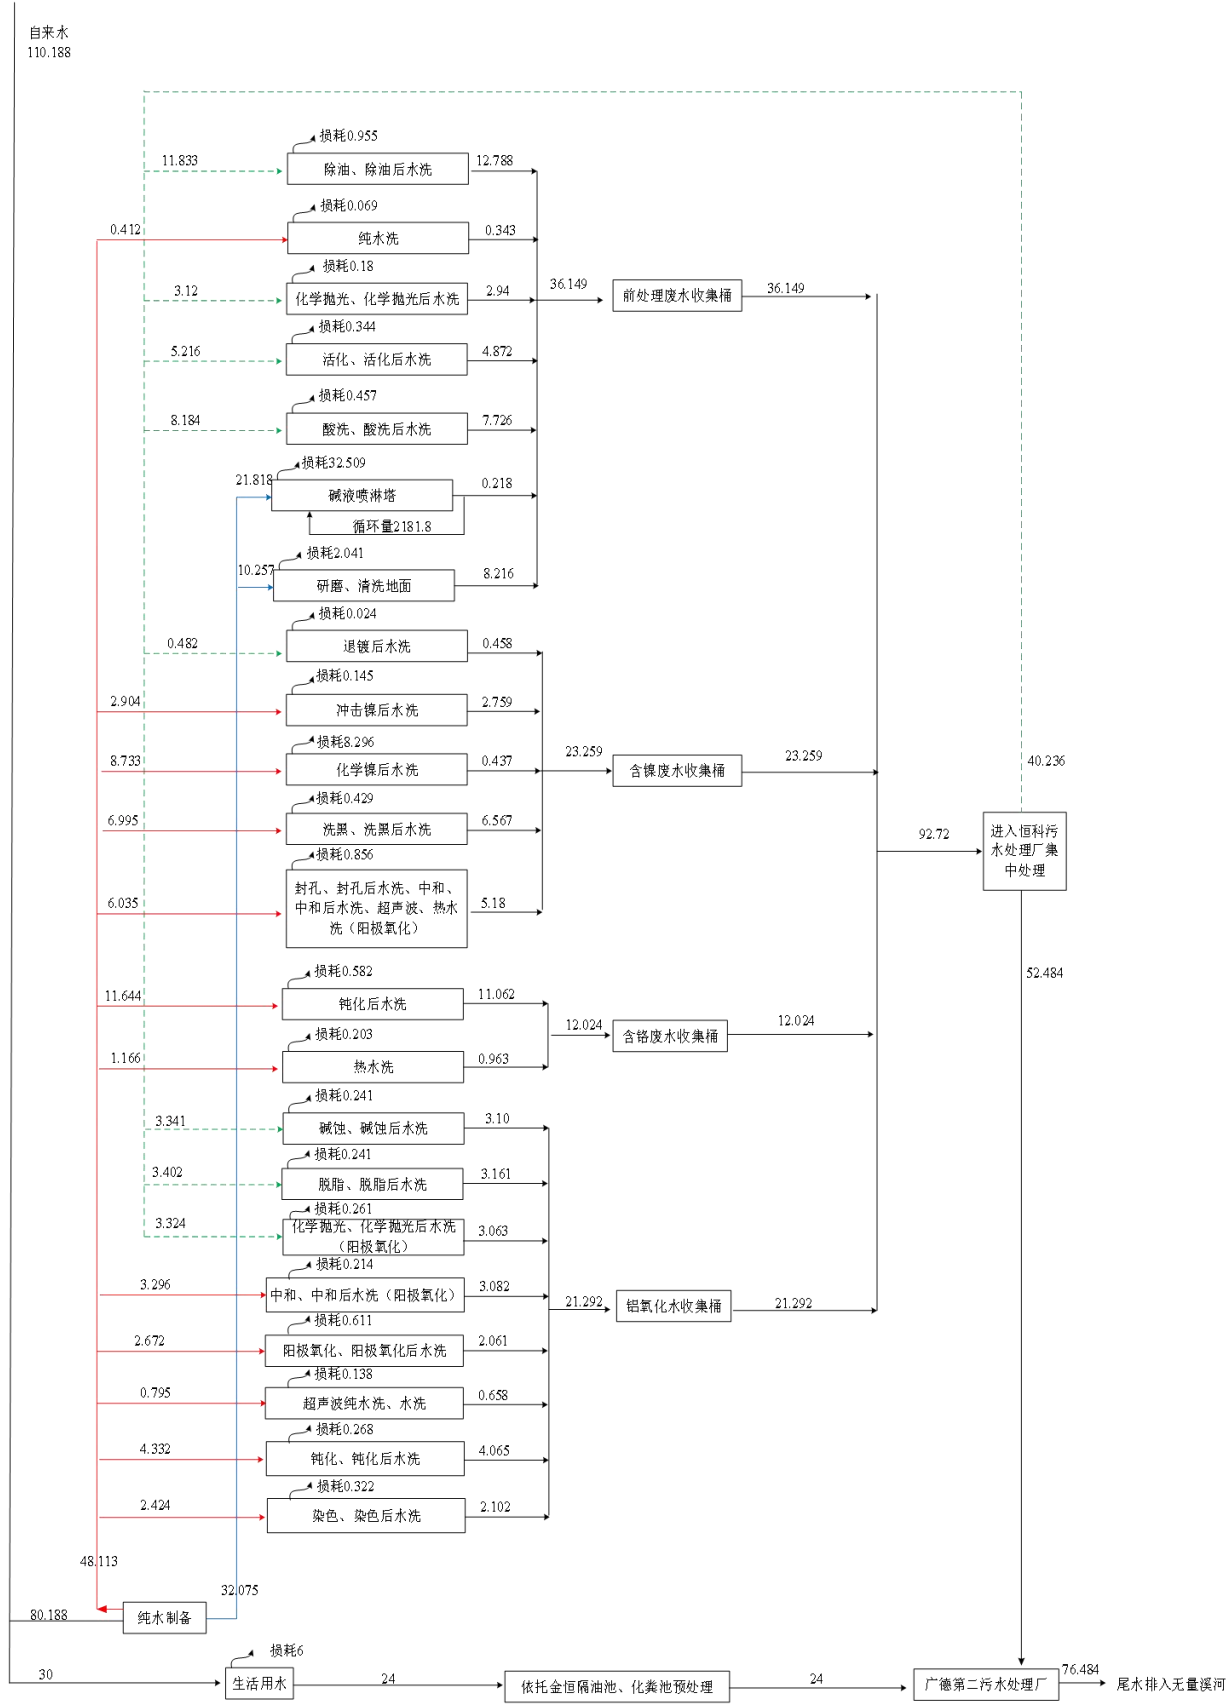 自来水
110.188
损耗0.955
11.833
除油、除油后水洗
12.788
损耗0.069
0.412
纯水洗
0.343
损耗0.18
3.12
化学抛光、化学抛光后水洗
2.94
36.149
前处理废水收集桶
36.149
损耗0.344
5.216
活化、活化后水洗
4.872
损耗0.457
8.184
酸洗、酸洗后水洗
7.726
损耗32.509
21.818
碱液喷淋塔
0.218
循环量2181.8
损耗2.041
10.257
研磨、清洗地面
8.216
损耗0.024
0.482
退镀后水洗
0.458
损耗0.145
2.904
冲击镍后水洗
2.759
损耗8.296
8.733
化学镍后水洗
0.437
23.259
含镍废水收集桶
23.259
40.236
损耗0.429
6.995
洗黑、洗黑后水洗
6.567
92.72
进入恒科污
水处理厂集
中处理
损耗0.856
6.035
封孔、封孔后水洗、中和、
中和后水洗、超声波、热水
洗（阳极氧化）
5.18
52.484
损耗0.582
11.644
钝化后水洗
11.062
12.024
含铬废水收集桶
12.024
损耗0.203
1.166
热水洗
0.963
损耗0.241
3.341
碱蚀、碱蚀后水洗
3.10
损耗0.241
3.402
脱脂、脱脂后水洗
3.161
损耗0.261
3.324
化学抛光、化学抛光后水洗
（阳极氧化）
3.063
损耗0.214
3.296
中和、中和后水洗（阳极氧化）
3.082
21.292
铝氧化水收集桶
21.292
损耗0.611
2.672
阳极氧化、阳极氧化后水洗
2.061
损耗0.138
0.795
超声波纯水洗、水洗
0.658
损耗0.268
4.332
钝化、钝化后水洗
4.065
损耗0.322
2.424
染色、染色后水洗
2.102
48.113
32.075
80.188
纯水制备
损耗6
30
生活用水
24
依托金恒隔油池、化粪池预处理
24
广德第二污水处理厂
76.484
尾水排入无量溪河